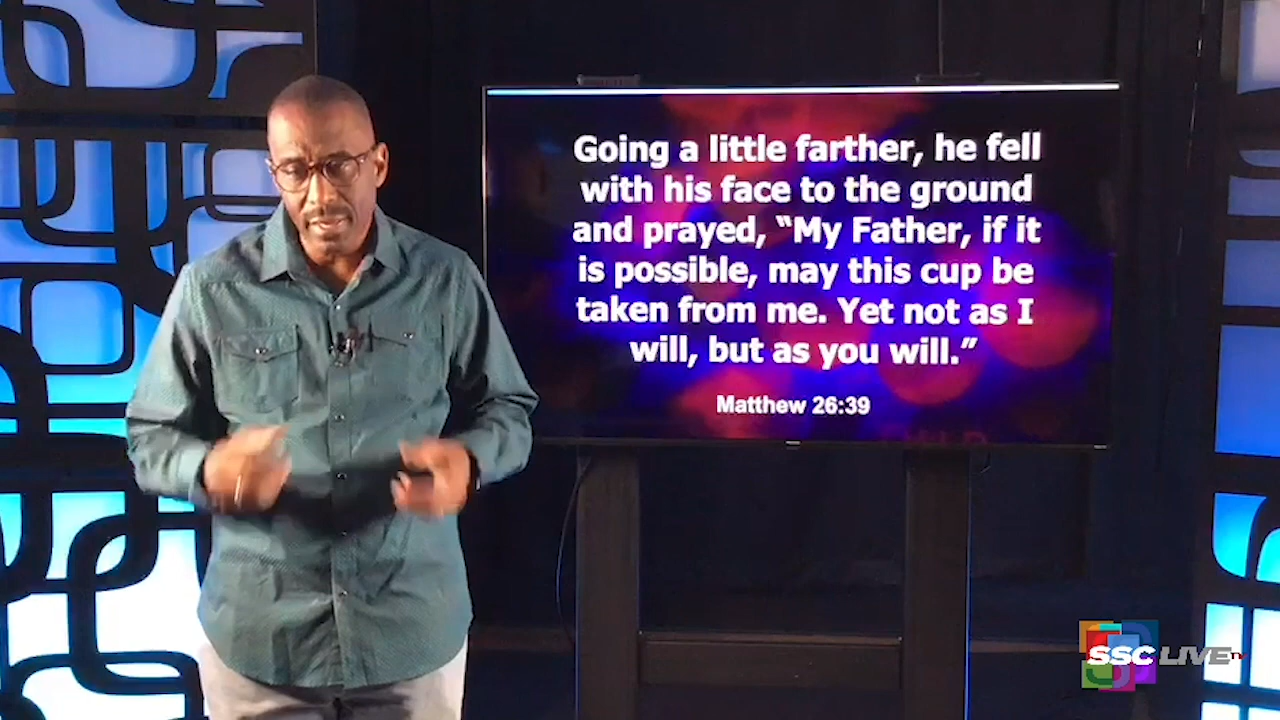 Going a little farther, he fell
with his face to the ground
and prayed, “My Father, if it
is possible, may this cup be
taken from me. Yet not as I
will, but as you will.”
Matthew 26:39
SSC LIVE TV